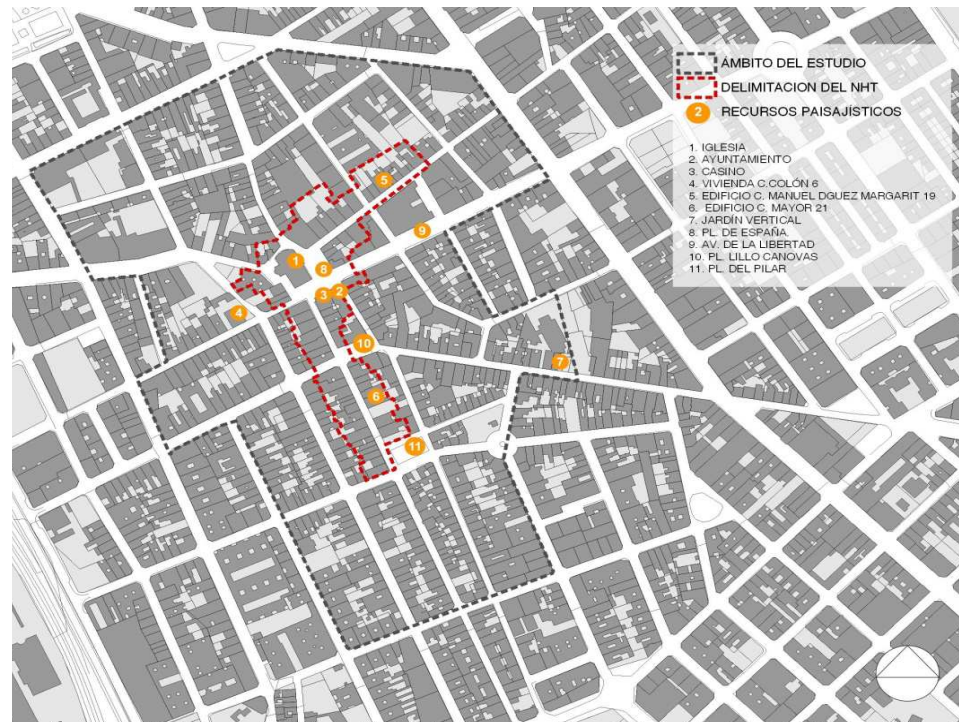 AMBITO DEL ESTUDIO
DELIMITACION DEL NHT
2 RECURSOS PAISAJÍSTICOS
1. IGLESIA
2. AYUNTAMIENTO
3. CASINO
4. VIVIENDA C.COLÓN 6
5. EDIFICIO C. MANUEL DGUEZ MARGARIT 19
6. EDIFICIO C. MAYOR 21
7. JARDÍN VERTICAL
8. PL. DE ESPAÑA.
9. AV. DE LA LIBERTAD
10. PL. LILLO CANOVAS
11. PL. DEL PILAR
5
9
1
8
2
3
4
10
7
6
11